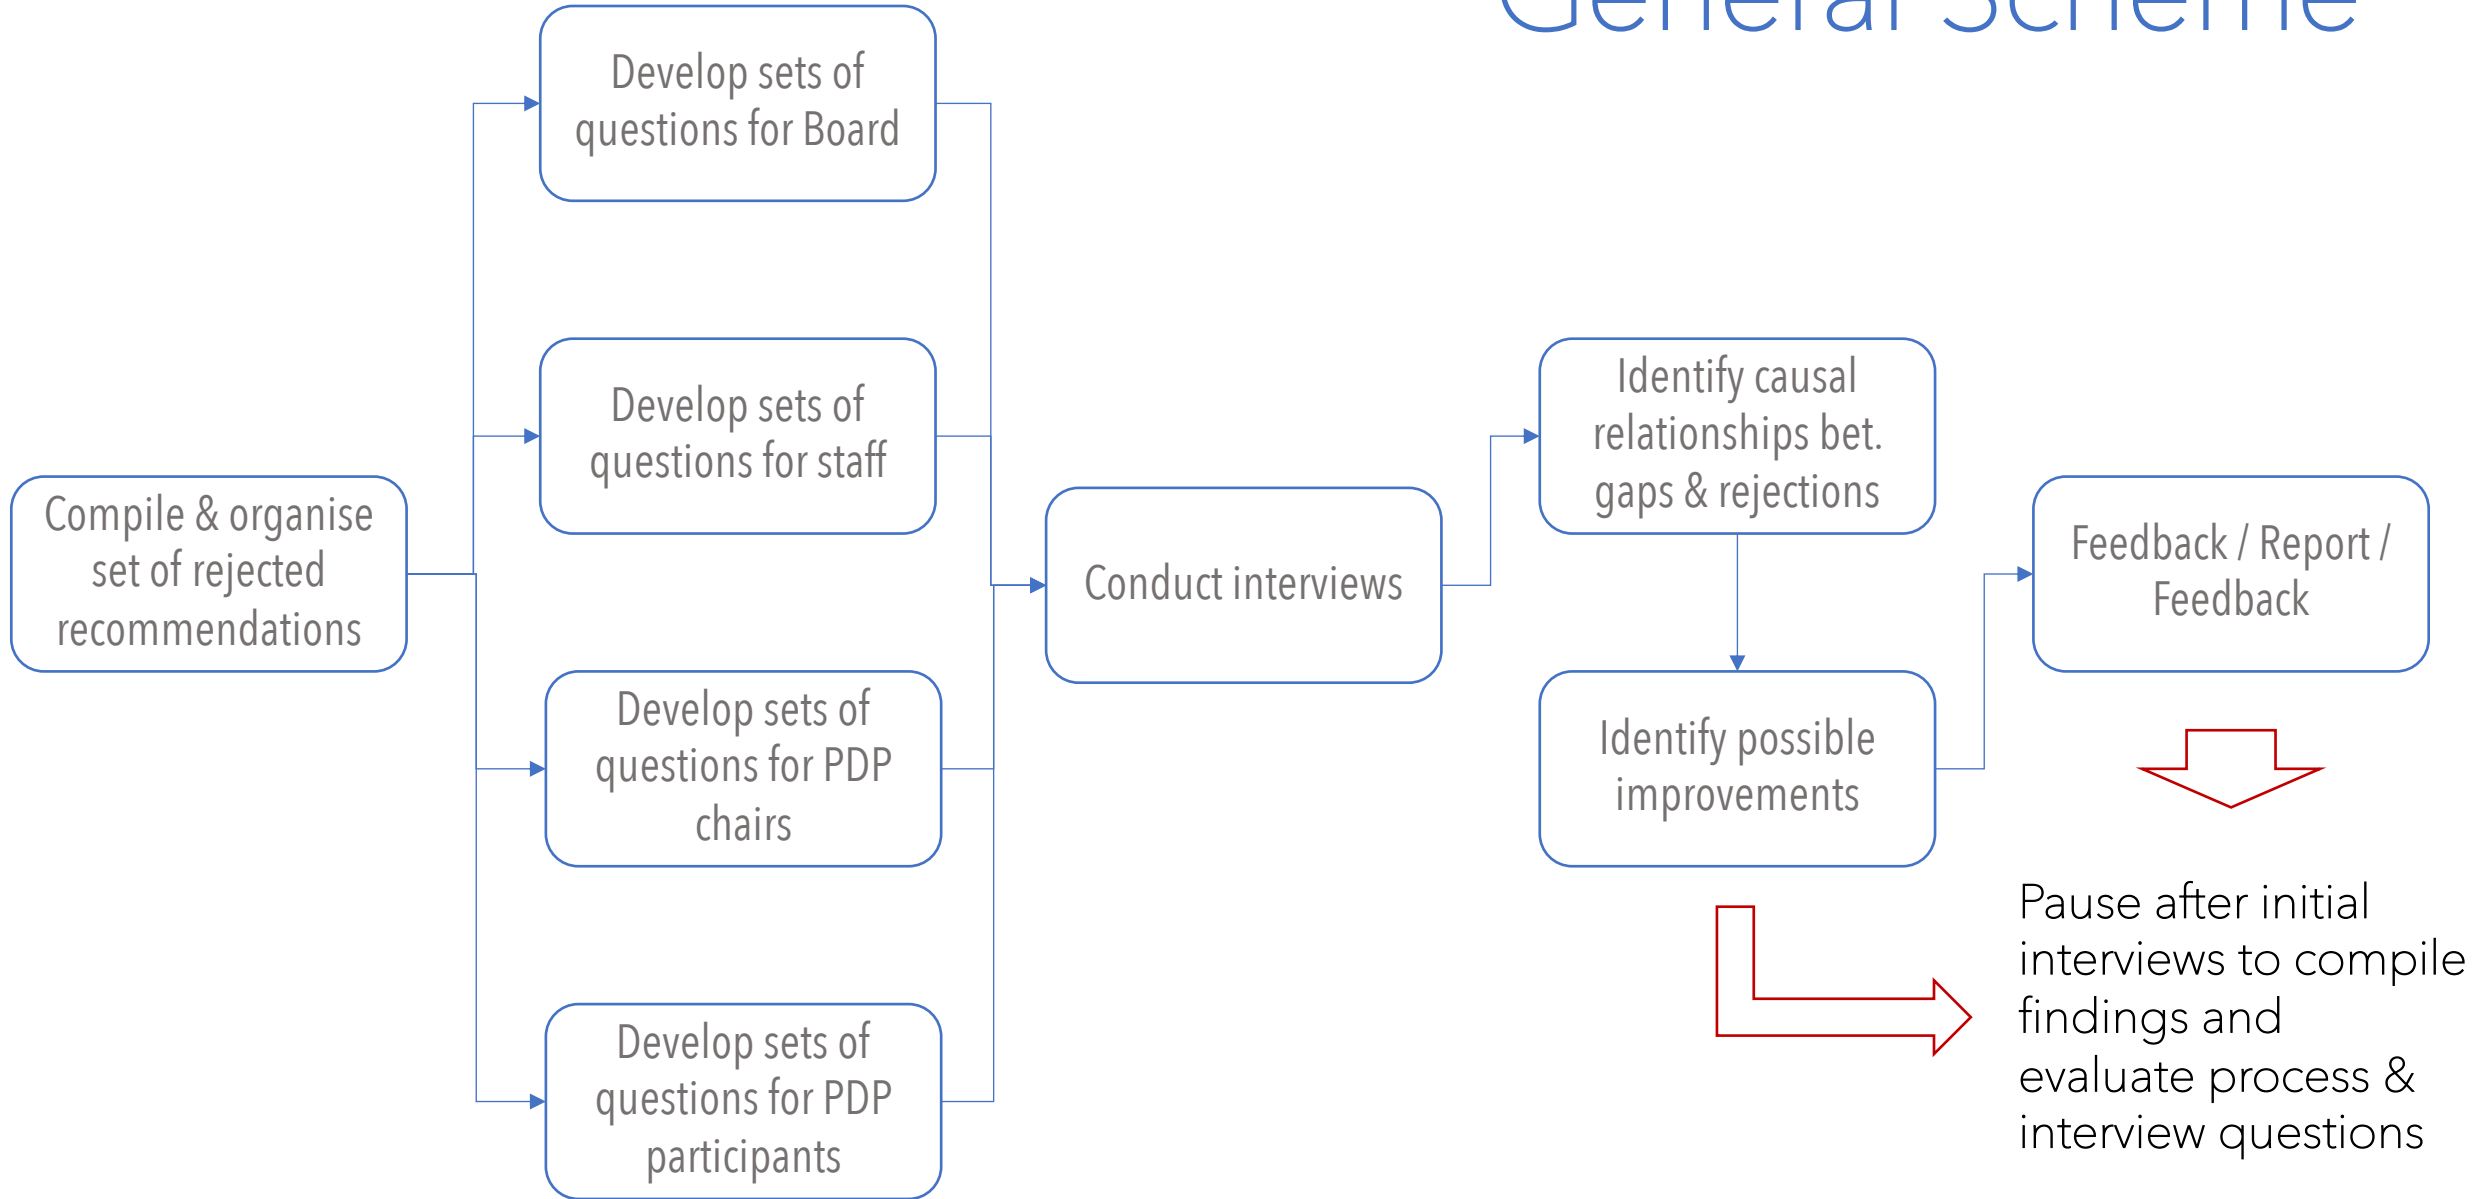 General Scheme
Develop sets of
questions for Board
Develop sets of
questions for staff
Compile & organise
set of rejected
recommendations
Develop sets of
questions for PDP
chairs
Develop sets of
questions for PDP
participants
Conduct interviews
Identify causal
relationships bet.
gaps & rejections
Identify possible
improvements
Feedback / Report /
Feedback
Pause after initial
interviews to compile
findings and
evaluate process &
interview questions